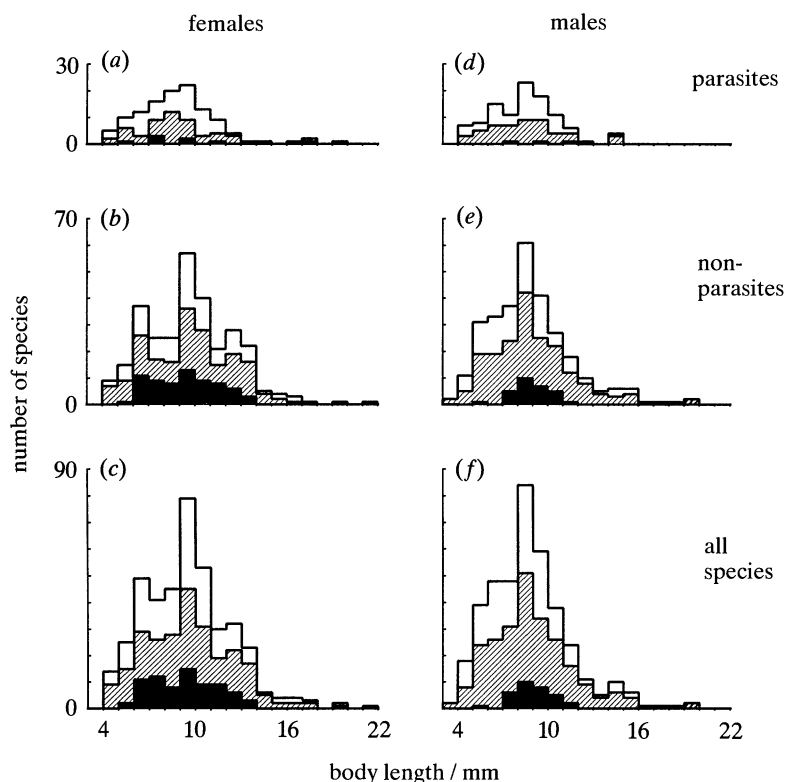 females
males
(a)
(d)
parasites
30
0
(b)
(e)
non-
parasites
70
0
number of species
(c)
(f)
all
species
90
0
4 10 16 22
4 10 16 22
body length / mm